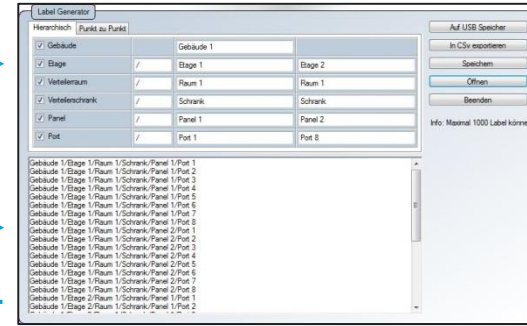 Label Generator
Hierarchisch Punkt zu Punkt
Gebäude Gebäude 1
Etage / Etage 1 Etage 2
Verteilerraum / Raum 1 Raum 1
Verteilerschrank / Schrank Schrank
Panel / Panel 1 Panel 2
Port / Port 1 Port 8
Auf USB Speicher
In CSv exportieren
Speichern
Öffnen
Beenden
Info: Maximal 1000 Label könne
Gebäude 1/Etage 1/Raum 1/Schrank/Panel 1/Port 1
Gebäude 1/Etage 1/Raum 1/Schrank/Panel 1/Port 2
Gebäude 1/Etage 1/Raum 1/Schrank/Panel 1/Port 3
Gebäude 1/Etage 1/Raum 1/Schrank/Panel 1/Port 4
Gebäude 1/Etage 1/Raum 1/Schrank/Panel 1/Port 5
Gebäude 1/Etage 1/Raum 1/Schrank/Panel 1/Port 6
Gebäude 1/Etage 1/Raum 1/Schrank/Panel 1/Port 7
Gebäude 1/Etage 1/Raum 1/Schrank/Panel 1/Port 8
Gebäude 1/Etage 1/Raum 1/Schrank/Panel 2/Port 1
Gebäude 1/Etage 1/Raum 1/Schrank/Panel 2/Port 2
Gebäude 1/Etage 1/Raum 1/Schrank/Panel 2/Port 3
Gebäude 1/Etage 1/Raum 1/Schrank/Panel 2/Port 4
Gebäude 1/Etage 1/Raum 1/Schrank/Panel 2/Port 5
Gebäude 1/Etage 1/Raum 1/Schrank/Panel 2/Port 6
Gebäude 1/Etage 1/Raum 1/Schrank/Panel 2/Port 7
Gebäude 1/Etage 1/Raum 1/Schrank/Panel 2/Port 8
Gebäude 1/Etage 2/Raum 1/Schrank/Panel 1/Port 1
Gebäude 1/Etage 2/Raum 1/Schrank/Panel 1/Port 2